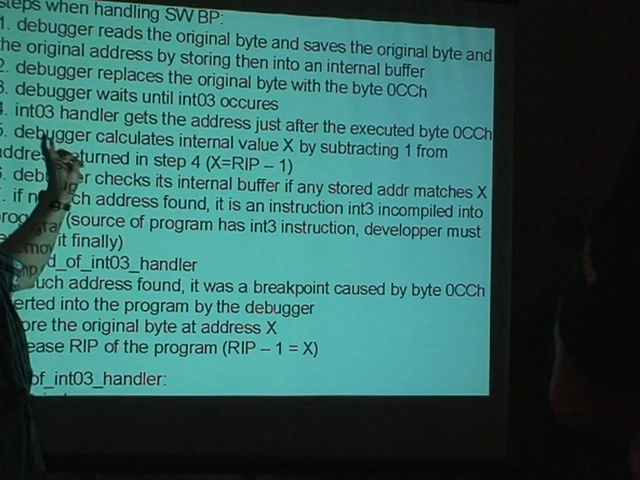 steps when handling SW BP:
1. debugger reads the original byte and saves the original byte and
the original address by storing then into an internal buffer
2. debugger replaces the original byte with the byte 0CCh
3. debugger waits until int03 occures
4. int03 handler gets the address just after the executed byte 0CCh
5. debugger calculates internal value X by subtracting 1 from
returned in step 4 (X=RIP – 1)
6. checks its internal buffer if any stored addr matches X
if address found, it is an instruction int3 incompiled into
(source of program has int3 instruction, developper must
it finally)
d_of_int03_handler
such address found, it was a breakpoint caused by byte 0CCh
erted into the program by the debugger
ore the original byte at address X
ease RIP of the program (RIP – 1 = X)
of_int03_handler: